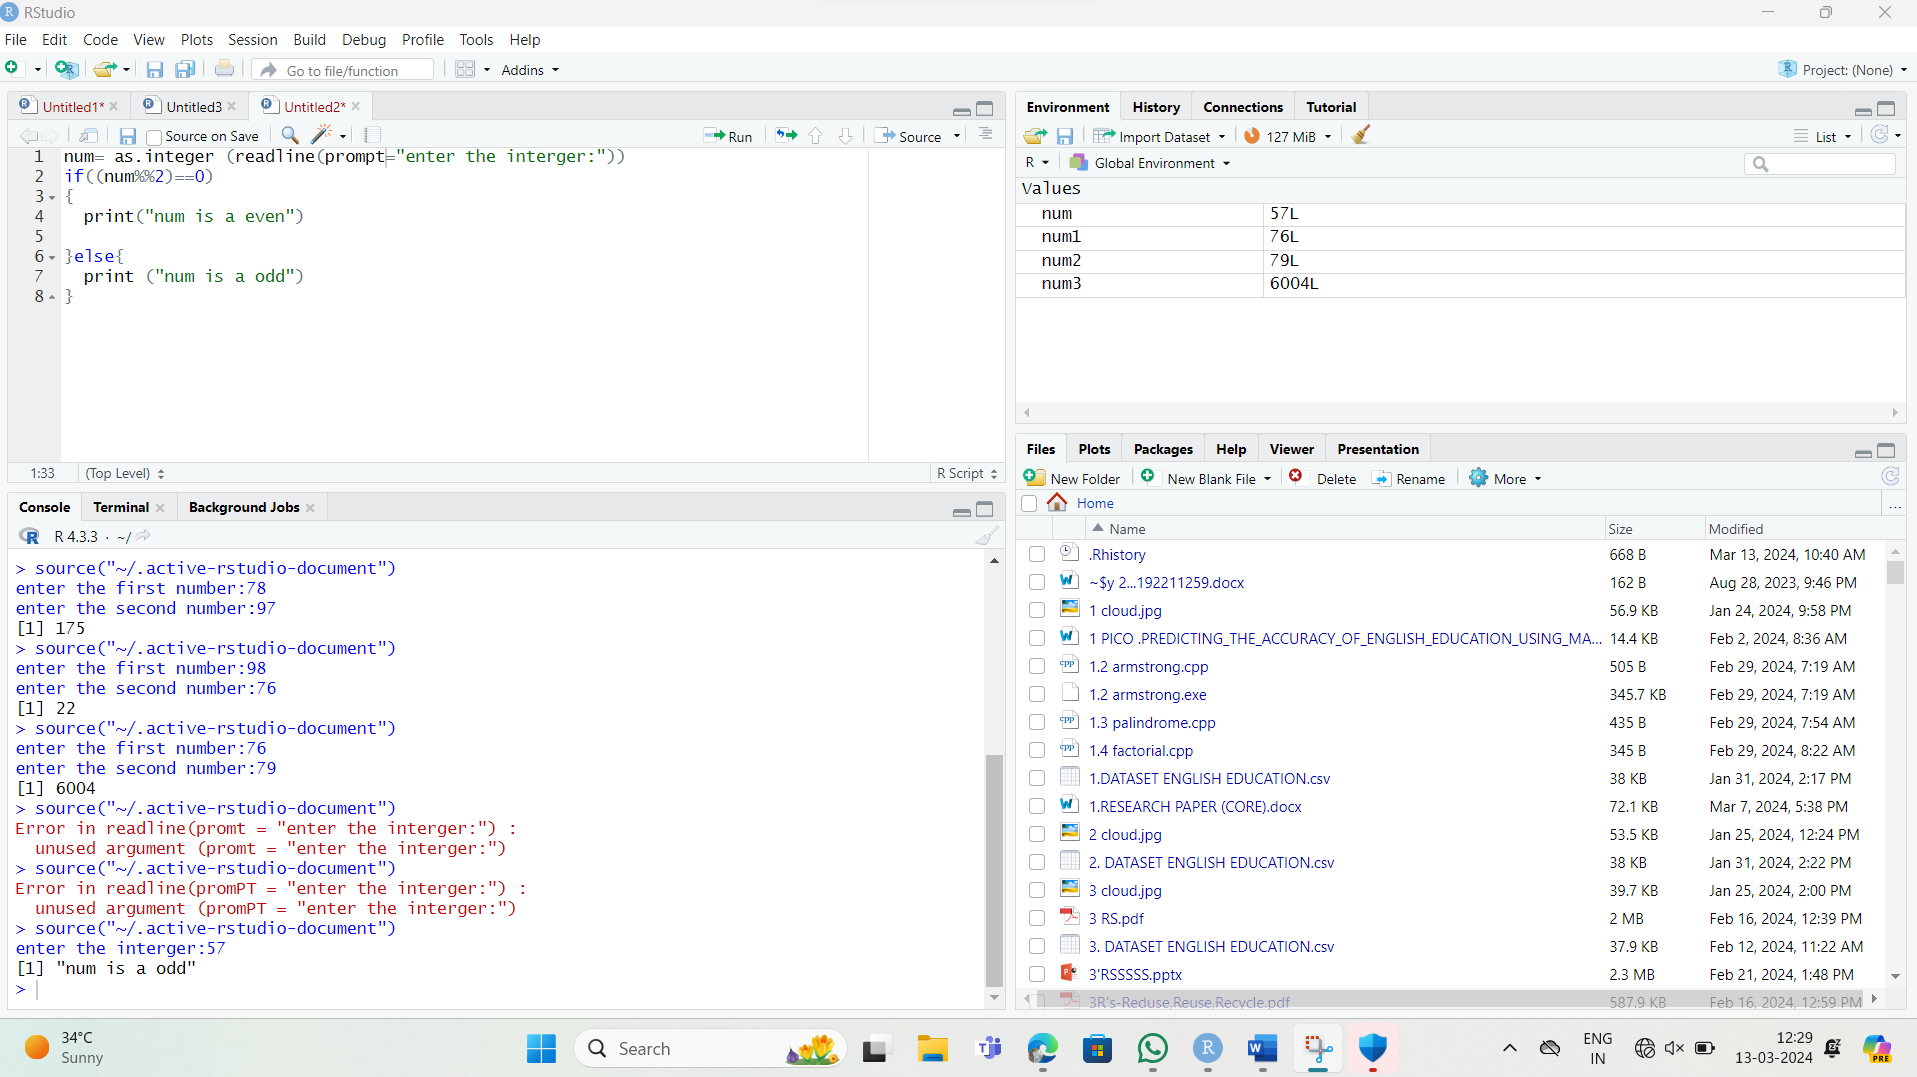 RStudio
File Edit Code View Plots Session Build Debug Profile Tools Help
Go to file/function Addins Project: (None)
Untitled1* Untitled3 Untitled2*
Source on Save Run Source
1 num= as.integer (readline(prompt="enter the interger:"))
2 if((num%%2)==0)
3 {
4 print("num is a even")
5
6 }else{
7 print ("num is a odd")
8 }
1:33 (Top Level) R Script
Console Terminal Background Jobs
R 4.3.3 · ~/
> source("~/.active-rstudio-document")
enter the first number:78
enter the second number:97
[1] 175
> source("~/.active-rstudio-document")
enter the first number:98
enter the second number:76
[1] 22
> source("~/.active-rstudio-document")
enter the first number:76
enter the second number:79
[1] 6004
> source("~/.active-rstudio-document")
Error in readline(promt = "enter the interger:") :
unused argument (promt = "enter the interger:")
> source("~/.active-rstudio-document")
Error in readline(promPT = "enter the interger:") :
unused argument (promPT = "enter the interger:")
> source("~/.active-rstudio-document")
enter the interger:57
[1] "num is a odd"
>
Environment History Connections Tutorial
Import Dataset 127 MiB List
R Global Environment
Values
num 57L
num1 76L
num2 79L
num3 6004L
Files Plots Packages Help Viewer Presentation
New Folder New Blank File Delete Rename More
Home ...
Name Size Modified
.Rhistory 668 B Mar 13, 2024, 10:40 AM
~$y 2...192211259.docx 162 B Aug 28, 2023, 9:46 PM
1 cloud.jpg 56.9 KB Jan 24, 2024, 9:58 PM
1 PICO .PREDICTING_THE_ACCURACY_OF_ENGLISH_EDUCATION_USING_MA... 14.4 KB Feb 2, 2024, 8:36 AM
1.2 armstrong.cpp 505 B Feb 29, 2024, 7:19 AM
1.2 armstrong.exe 345.7 KB Feb 29, 2024, 7:19 AM
1.3 palindrome.cpp 435 B Feb 29, 2024, 7:54 AM
1.4 factorial.cpp 345 B Feb 29, 2024, 8:22 AM
1.DATASET ENGLISH EDUCATION.csv 38 KB Jan 31, 2024, 2:17 PM
1.RESEARCH PAPER (CORE).docx 72.1 KB Mar 7, 2024, 5:38 PM
2 cloud.jpg 53.5 KB Jan 25, 2024, 12:24 PM
2. DATASET ENGLISH EDUCATION.csv 38 KB Jan 31, 2024, 2:22 PM
3 cloud.jpg 39.7 KB Jan 25, 2024, 2:00 PM
3 RS.pdf 2 MB Feb 16, 2024, 12:39 PM
3. DATASET ENGLISH EDUCATION.csv 37.9 KB Feb 12, 2024, 11:22 AM
3'RSSSSS.pptx 2.3 MB Feb 21, 2024, 1:48 PM
3R's-Reduse,Reuse,Recycle.pdf 587.9 KB Feb 16, 2024, 12:59 PM
34°C
Sunny
Search
ENG
IN
12:29
13-03-2024
PRE